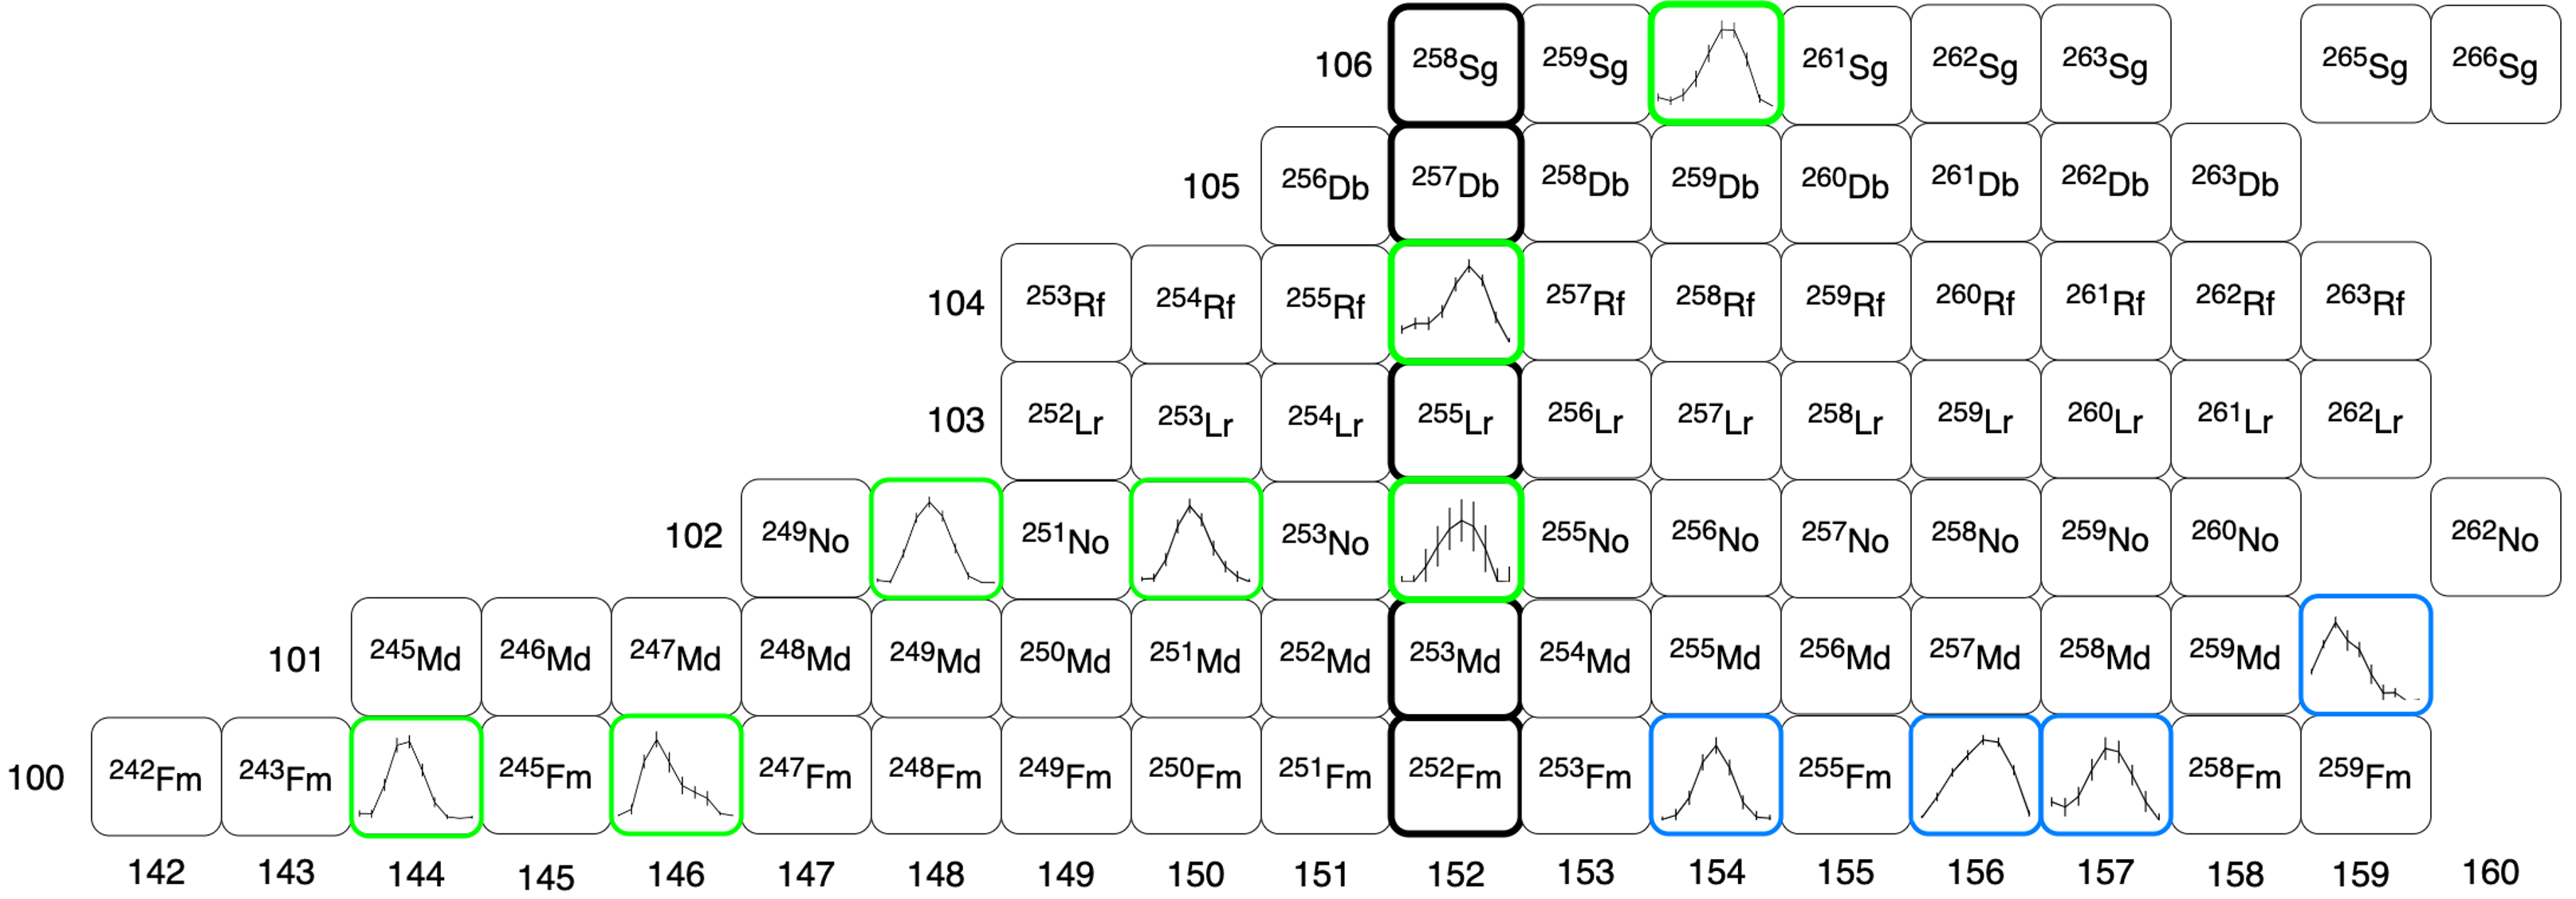 106 ²⁵⁸Sg ²⁵⁹Sg ²⁶¹Sg ²⁶²Sg ²⁶³Sg ²⁶⁵Sg ²⁶⁶Sg
105 ²⁵⁶Db ²⁵⁷Db ²⁵⁸Db ²⁵⁹Db ²⁶⁰Db ²⁶¹Db ²⁶²Db ²⁶³Db
104 ²⁵³Rf ²⁵⁴Rf ²⁵⁵Rf ²⁵⁷Rf ²⁵⁸Rf ²⁵⁹Rf ²⁶⁰Rf ²⁶¹Rf ²⁶²Rf ²⁶³Rf
103 ²⁵²Lr ²⁵³Lr ²⁵⁴Lr ²⁵⁵Lr ²⁵⁶Lr ²⁵⁷Lr ²⁵⁸Lr ²⁵⁹Lr ²⁶⁰Lr ²⁶¹Lr ²⁶²Lr
102 ²⁴⁹No ²⁵¹No ²⁵³No ²⁵⁵No ²⁵⁶No ²⁵⁷No ²⁵⁸No ²⁵⁹No ²⁶⁰No ²⁶²No
101 ²⁴⁵Md ²⁴⁶Md ²⁴⁷Md ²⁴⁸Md ²⁴⁹Md ²⁵⁰Md ²⁵¹Md ²⁵²Md ²⁵³Md ²⁵⁴Md ²⁵⁵Md ²⁵⁶Md ²⁵⁷Md ²⁵⁸Md ²⁵⁹Md
100 ²⁴²Fm ²⁴³Fm ²⁴⁵Fm ²⁴⁷Fm ²⁴⁸Fm ²⁴⁹Fm ²⁵⁰Fm ²⁵¹Fm ²⁵²Fm ²⁵³Fm ²⁵⁵Fm ²⁵⁸Fm ²⁵⁹Fm
142 143 144 145 146 147 148 149 150 151 152 153 154 155 156 157 158 159 160